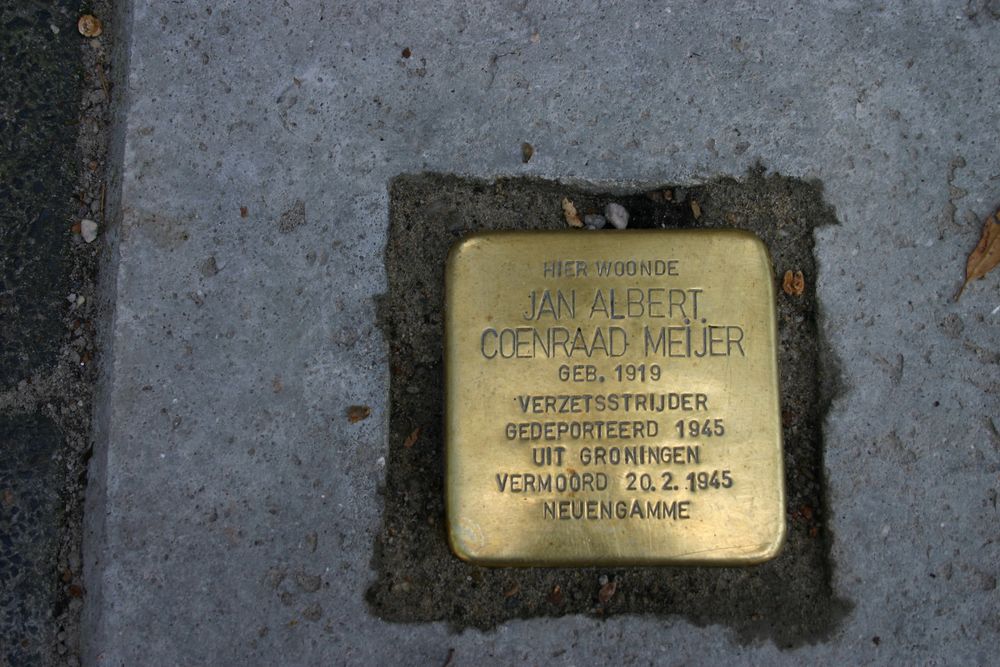 HIER WOONDE
JAN ALBERT
COENRAAD MEIJER
GEB. 1919
VERZETSSTRIJDER
GEDEPORTEERD 1945
UIT GRONINGEN
VERMOORD 20.2.1945
NEUENGAMME